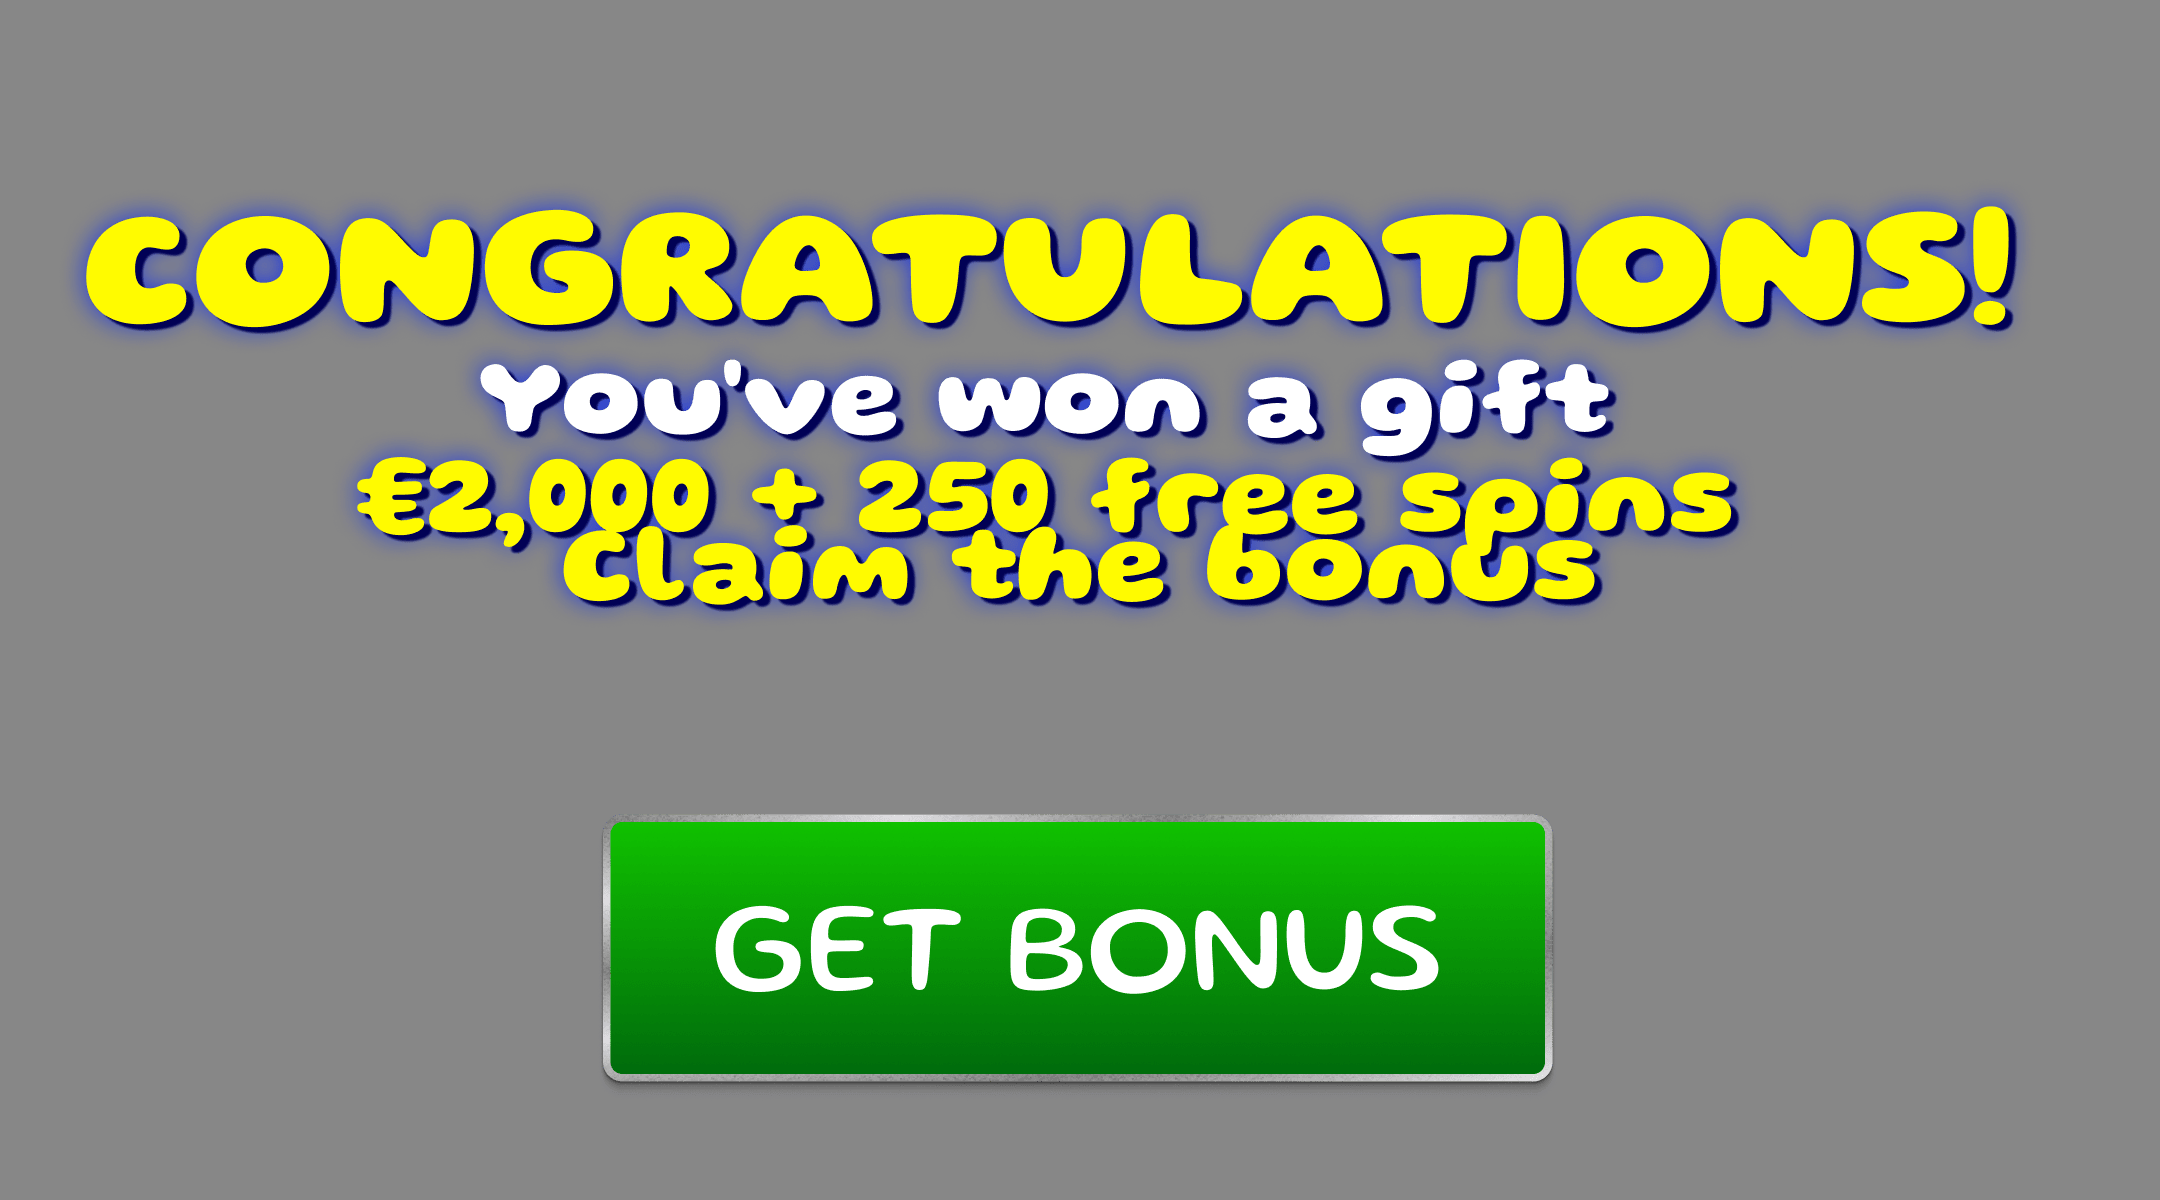 CONGRATULATIONS!
You've won a gift
€2,000 + 250 free spins
Claim the bonus
GET BONUS